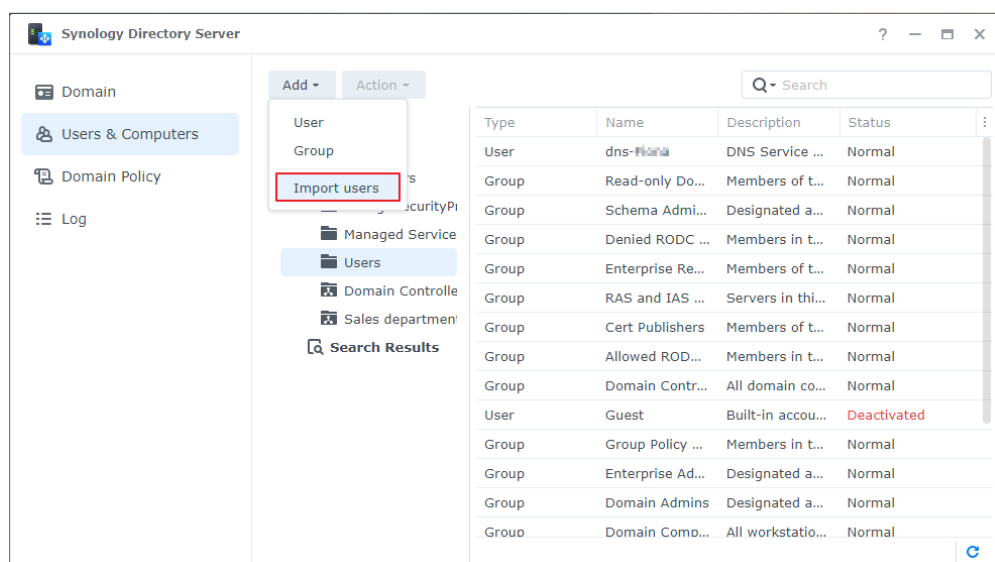 Synology Directory Server
?
Domain
Users & Computers
Domain Policy
Log
Add
Action
Search
User
Group
Import users
Managed Service
Users
Domain Controlle
Sales departmen
Search Results
Type Name Description Status
User dns- DNS Service ... Normal
Group Read-only Do... Members of t... Normal
Group Schema Admi... Designated a... Normal
Group Denied RODC ... Members in t... Normal
Group Enterprise Re... Members of t... Normal
Group RAS and IAS ... Servers in thi... Normal
Group Cert Publishers Members of t... Normal
Group Allowed ROD... Members in t... Normal
Group Domain Contr... All domain co... Normal
User Guest Built-in accou... Deactivated
Group Group Policy ... Members in t... Normal
Group Enterprise Ad... Designated a... Normal
Group Domain Admins Designated a... Normal
Group Domain Comp... All workstatio... Normal